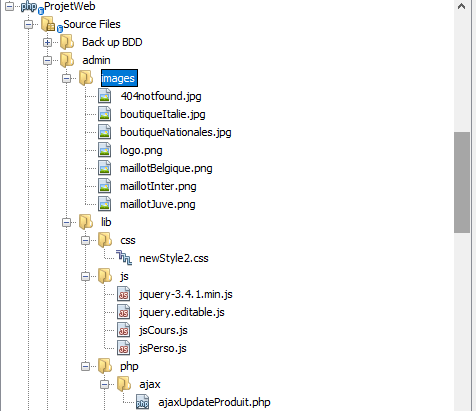 php ProjetWeb
Source Files
Back up BDD
admin
images
404notfound.jpg
boutiqueItalie.jpg
boutiqueNationales.jpg
logo.png
maillotBelgique.png
maillotInter.png
maillotJuve.png
lib
css
newStyle2.css
js
jquery-3.4.1.min.js
jquery.editable.js
jsCours.js
jsPerso.js
php
ajax
ajaxUpdateProduit.php